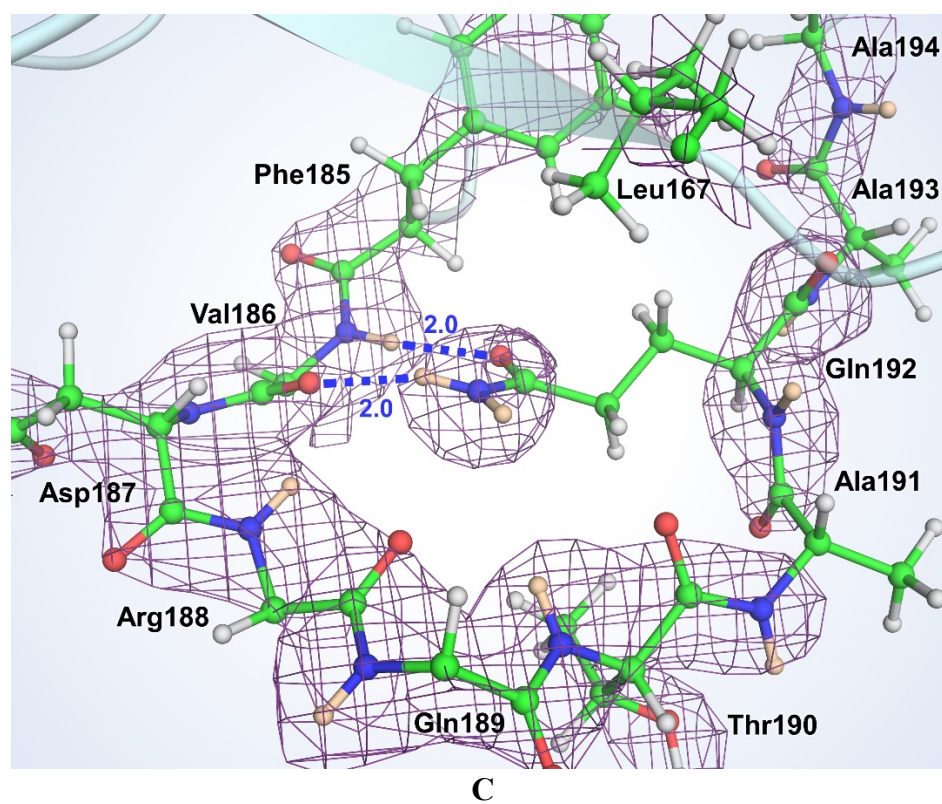 Ala194
Phe185
Leu167
Ala193
Val186
2.0
2.0
Gln192
Asp187
Ala191
Arg188
Gln189
Thr190
C